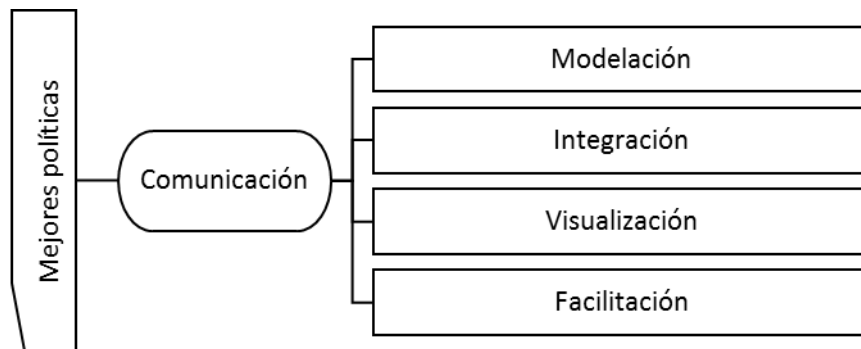 Mejores políticas
Comunicación
Modelación
Integración
Visualización
Facilitación